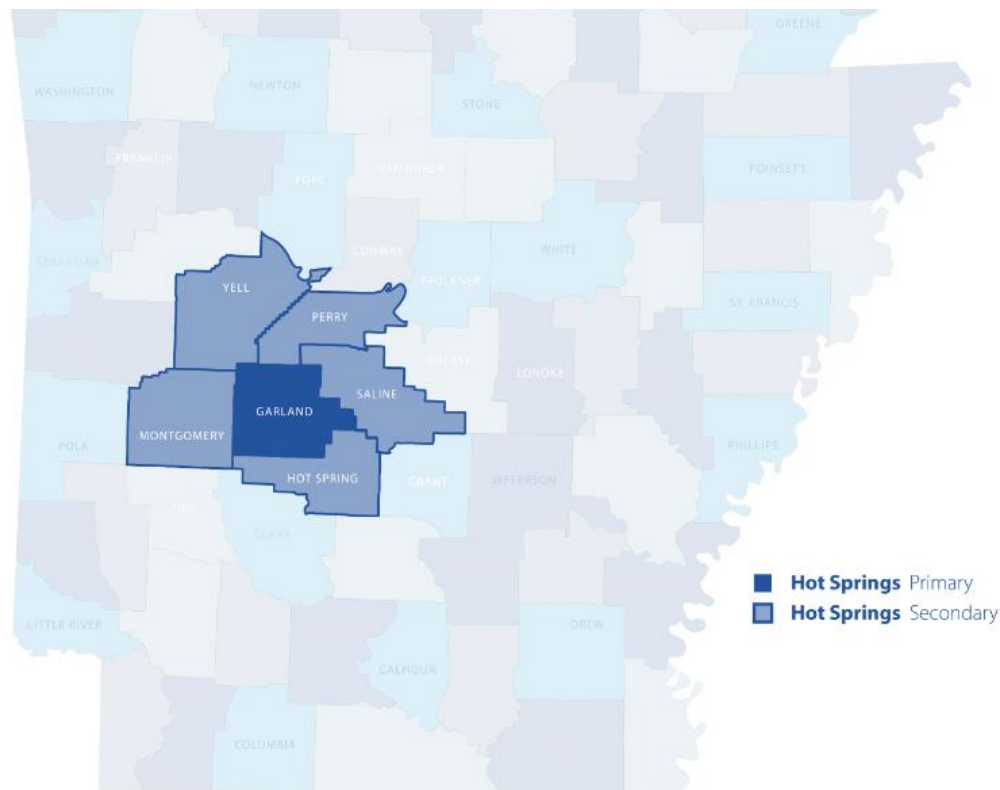 GREENE
WASHINGTON
NEWTON
STONE
FRANKLIN
VAN BUREN
POPE
POINSETT
CONWAY
WHITE
SEBASTIAN
FAULKNER
YELL
ST. FRANCIS
PERRY
PULASKI
LONOKE
SALINE
GARLAND
MONTGOMERY
POLK
PHILLIPS
HOT SPRING
GRANT
JEFFERSON
PIKE
CLARK
Hot Springs Primary
Hot Springs Secondary
LITTLE RIVER
DREW
CALHOUN
COLUMBIA